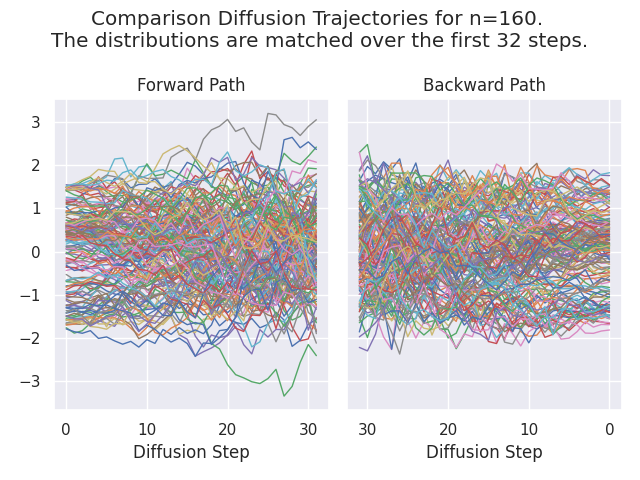 Comparison Diffusion Trajectories for n=160.
The distributions are matched over the first 32 steps.
Forward Path
Backward Path
3
2
1
0
−1
−2
−3
0 10 20 30
30 20 10 0
Diffusion Step
Diffusion Step